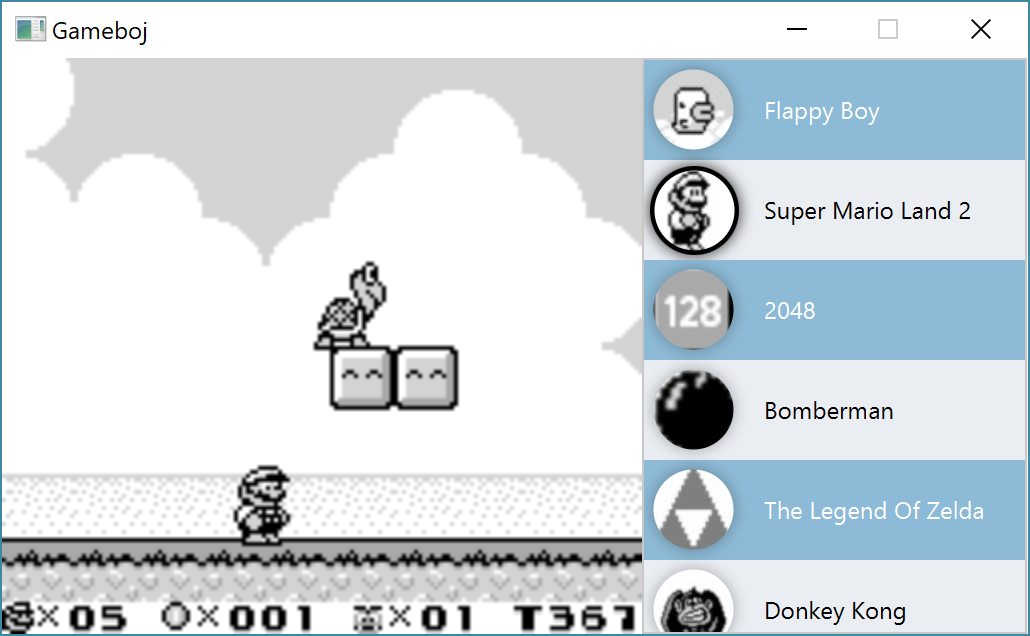 Gameboj
Flappy Boy
Super Mario Land 2
128
2048
Bomberman
The Legend Of Zelda
Donkey Kong
×05 ×001 ×01 T367